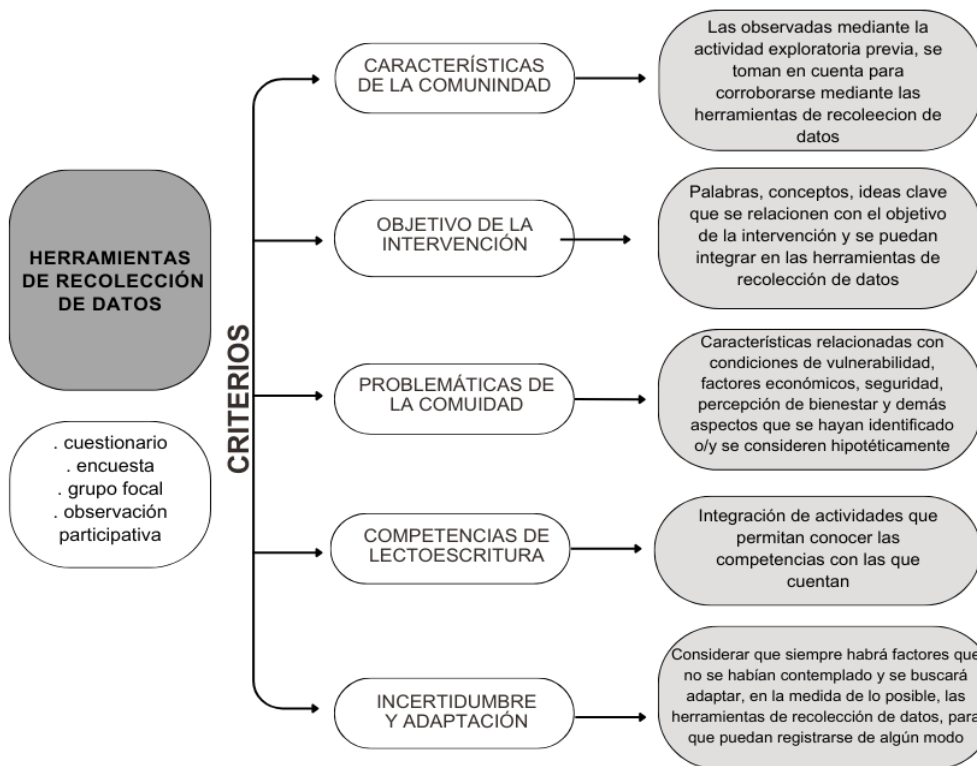 HERRAMIENTAS
DE RECOLECCIÓN
DE DATOS
. cuestionario
. encuesta
. grupo focal
. observación
participativa
CRITERIOS
CARACTERÍSTICAS
DE LA COMUNINDAD
Las observadas mediante la
actividad exploratoria previa, se
toman en cuenta para
corroborarse mediante las
herramientas de recoleecion de
datos
OBJETIVO DE LA
INTERVENCIÓN
Palabras, conceptos, ideas clave
que se relacionen con el objetivo
de la intervención y se puedan
integrar en las herramientas de
recolección de datos
PROBLEMÁTICAS DE
LA COMUIDAD
Características relacionadas con
condiciones de vulnerabilidad,
factores económicos, seguridad,
percepción de bienestar y demás
aspectos que se hayan identificado
o/y se consideren hipotéticamente
COMPETENCIAS DE
LECTOESCRITURA
Integración de actividades que
permitan conocer las
competencias con las que
cuentan
INCERTIDUMBRE
Y ADAPTACIÓN
Considerar que siempre habrá factores que
no se habían contemplado y se buscará
adaptar, en la medida de lo posible, las
herramientas de recolección de datos, para
que puedan registrarse de algún modo